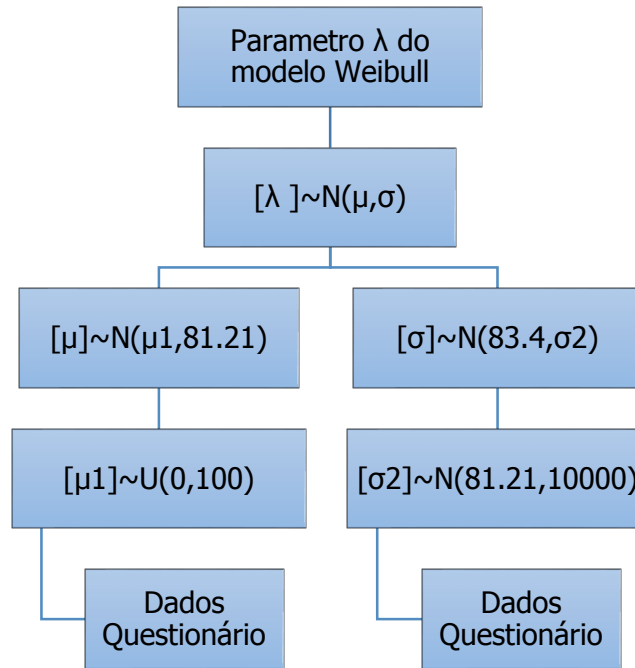 Parametro λ do
modelo Weibull
[λ ]~N(μ,σ)
[μ]~N(μ1,81.21)
[σ]~N(83.4,σ2)
[μ1]~U(0,100)
[σ2]~N(81.21,10000)
Dados
Questionário
Dados
Questionário